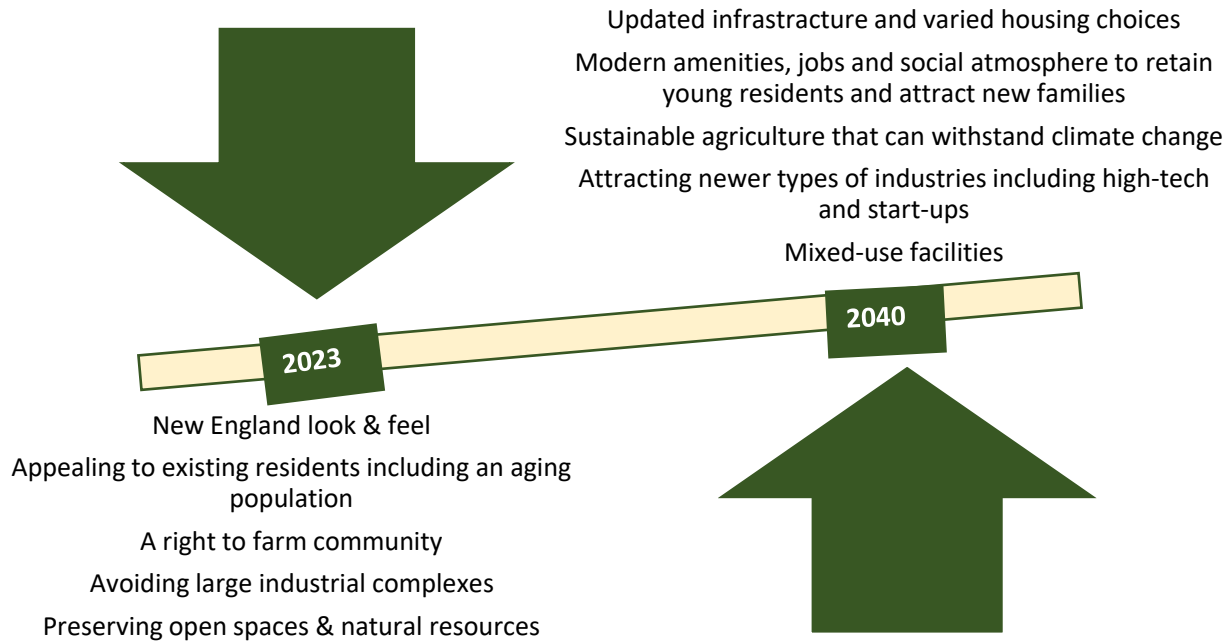 Updated infrastracture and varied housing choices
Modern amenities, jobs and social atmosphere to retain
young residents and attract new families
Sustainable agriculture that can withstand climate change
Attracting newer types of industries including high-tech
and start-ups
Mixed-use facilities
2040
2023
New England look & feel
Appealing to existing residents including an aging
population
A right to farm community
Avoiding large industrial complexes
Preserving open spaces & natural resources